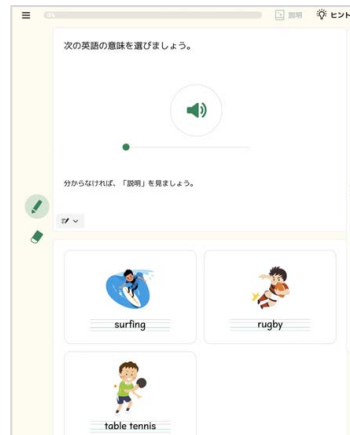 説明
ヒント
次の英語の意味を選びましょう。
分からなければ、「説明」を見ましょう。
surfing
rugby
table tennis